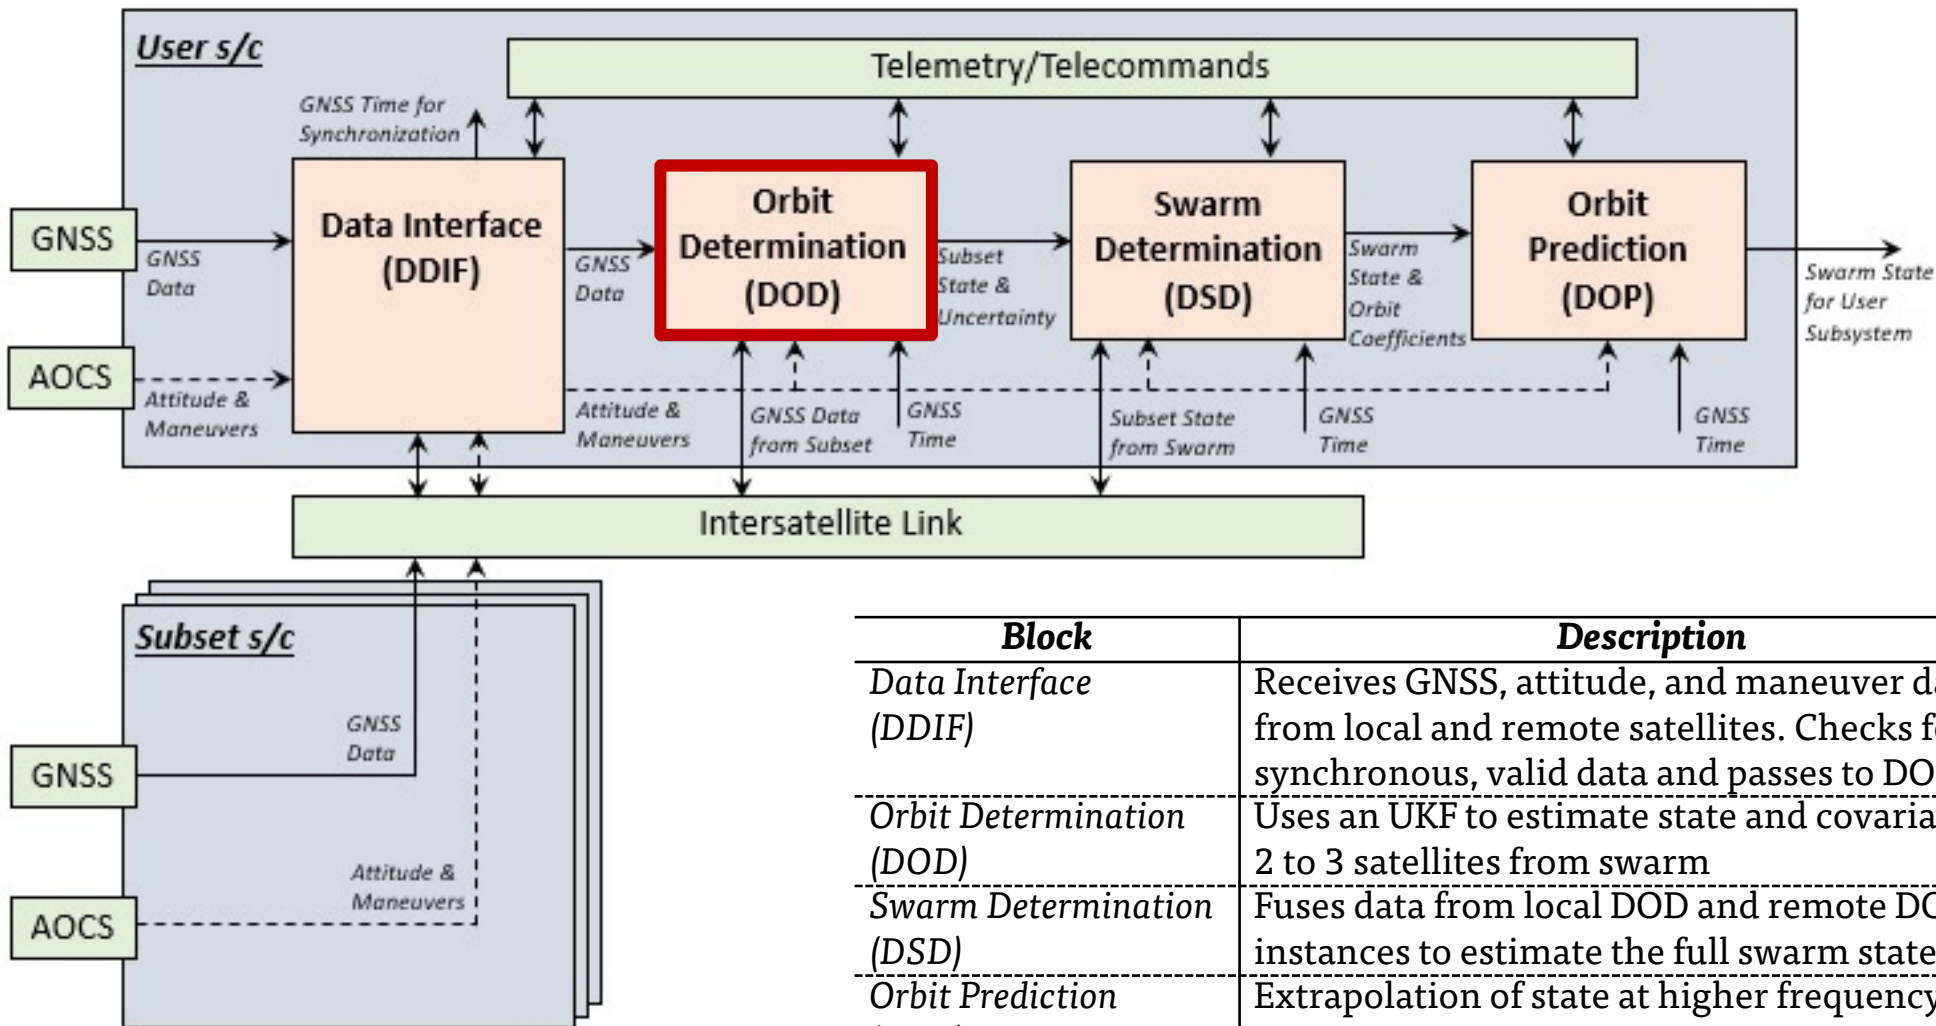 User s/c
Telemetry/Telecommands
GNSS Time for
Synchronization
GNSS
GNSS
Data
AOCS
Attitude &
Maneuvers
Data Interface
(DDIF)
GNSS
Data
Attitude &
Maneuvers
Orbit
Determination
(DOD)
GNSS Data
from Subset
GNSS
Time
Subset
State &
Uncertainty
Swarm
Determination
(DSD)
Subset State
from Swarm
GNSS
Time
Swarm
State &
Orbit
Coefficients
Orbit
Prediction
(DOP)
GNSS
Time
Swarm State
for User
Subsystem
Intersatellite Link
Subset s/c
GNSS
GNSS
Data
AOCS
Attitude &
Maneuvers
Block Description
Data Interface Receives GNSS, attitude, and maneuver
(DDIF) from local and remote satellites. Checks
synchronous, valid data and passes to
Orbit Determination Uses an UKF to estimate state and
(DOD) 2 to 3 satellites from swarm
Swarm Determination Fuses data from local DOD and remote
(DSD) instances to estimate the full swarm state
Orbit Prediction Extrapolation of state at higher frequency